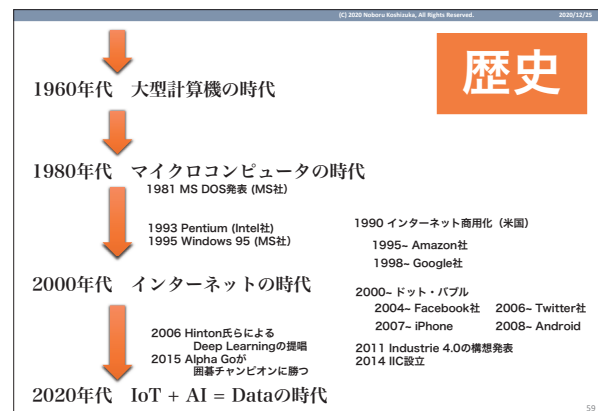 (C) 2020 Noboru Koshizuka, All Rights Reserved.
2020/12/25
歴史
1960年代 大型計算機の時代
1980年代 マイクロコンピュータの時代
1981 MS DOS発表 (MS社)
1993 Pentium (Intel社)
1995 Windows 95 (MS社)
1990 インターネット商用化（米国）
1995~ Amazon社
1998~ Google社
2000年代 インターネットの時代
2000~ ドット・バブル
2004~ Facebook社 2006~ Twitter社
2007~ iPhone 2008~ Android
2011 Industrie 4.0の構想発表
2014 IIC設立
2006 Hinton氏らによる
Deep Learningの提唱
2015 Alpha Goが
囲碁チャンピオンに勝つ
2020年代 IoT + AI = Dataの時代
59